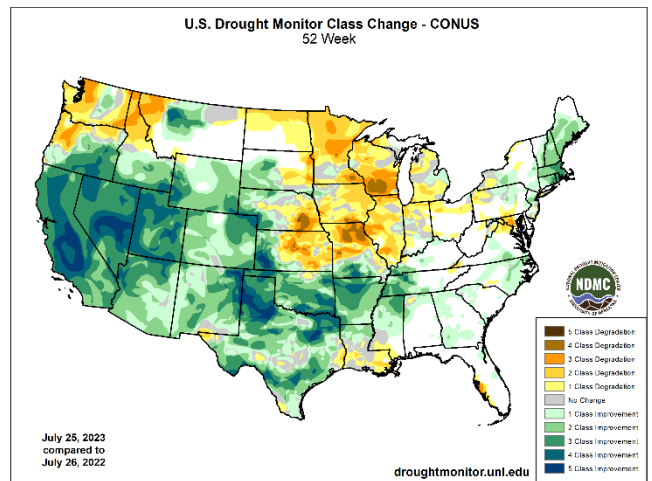 U.S. Drought Monitor Class Change - CONUS
52 Week
NDMC
5 Class Degradation
4 Class Degradation
3 Class Degradation
2 Class Degradation
1 Class Degradation
No Change
1 Class Improvement
2 Class Improvement
3 Class Improvement
4 Class Improvement
5 Class Improvement
July 25, 2023
compared to
July 26, 2022
droughtmonitor.unl.edu